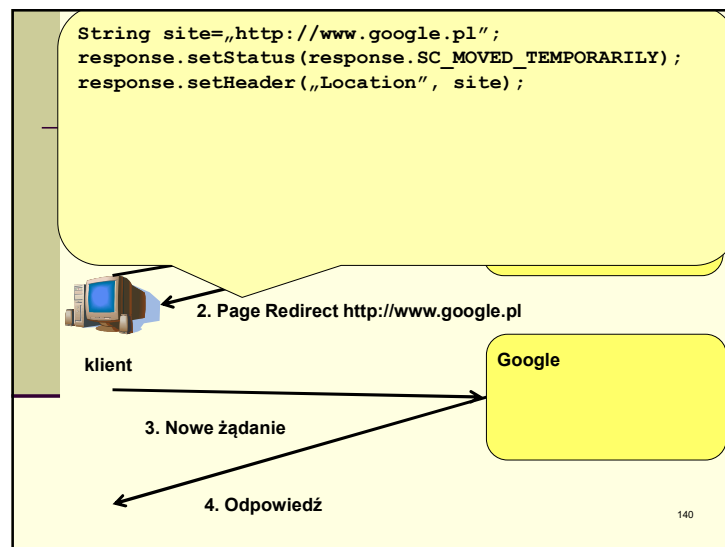 String site=„http://www.google.pl”;
response.setStatus(response.SC_MOVED_TEMPORARILY);
response.setHeader(„Location”, site);
2. Page Redirect http://www.google.pl
klient
Google
3. Nowe żądanie
4. Odpowiedź
140